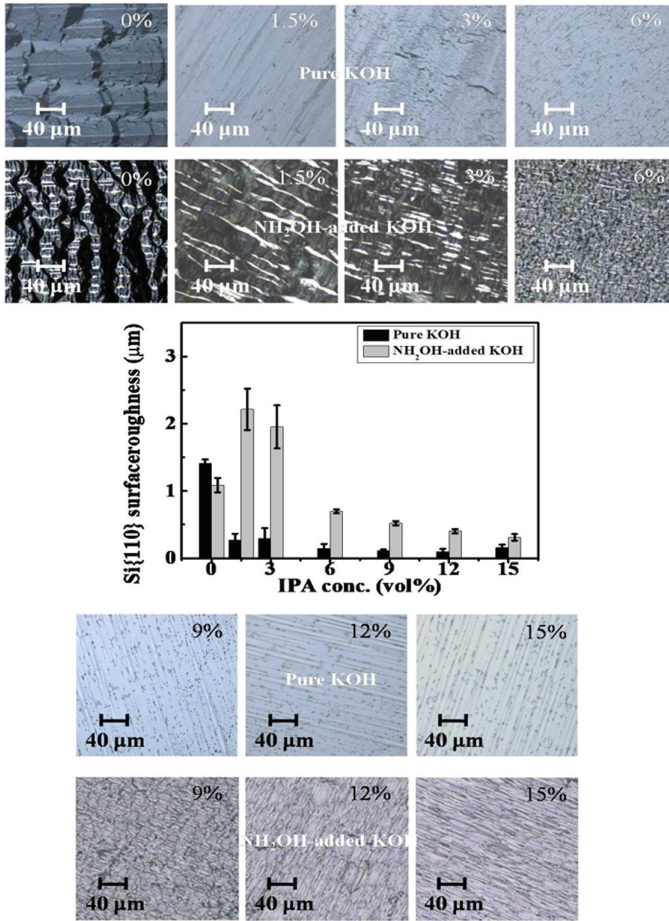 0% 1.5% 3% 6%
Pure KOH
40 µm 40 µm 40 µm 40 µm
0% 1.5% 3% 6%
NH₂OH-added KOH
40 µm 40 µm 40 µm 40 µm
Si{110} surfaceroughness (µm)
3
2
1
0
Pure KOH
NH₂OH-added KOH
0 3 6 9 12 15
IPA conc. (vol%)
9% 12% 15%
Pure KOH
40 µm 40 µm 40 µm
9% 12% 15%
NH₂OH-added KOH
40 µm 40 µm 40 µm